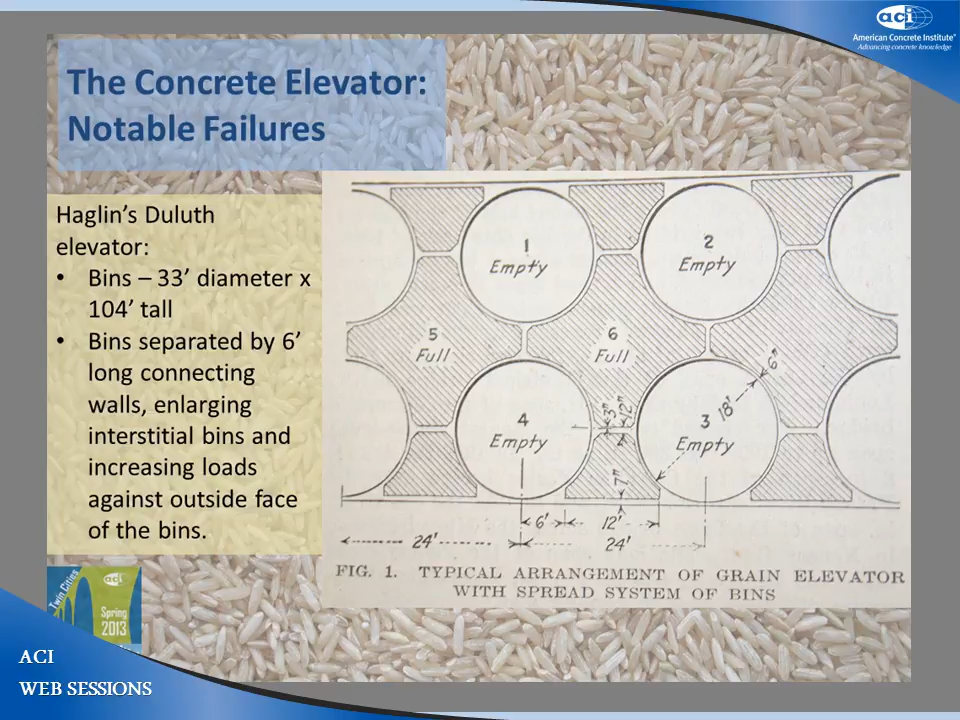 aci
American Concrete Institute®
Advancing concrete knowledge
The Concrete Elevator:
Notable Failures
Haglin's Duluth
elevator:
• Bins – 33' diameter x
104' tall
• Bins separated by 6'
long connecting
walls, enlarging
interstitial bins and
increasing loads
against outside face
of the bins.
1
Empty
2
Empty
5
Full
6
Full
4
Empty
3"
12"
7"
3
Empty
18'
6"
6'
12'
24'
24'
FIG. 1. TYPICAL ARRANGEMENT OF GRAIN ELEVATOR
WITH SPREAD SYSTEM OF BINS
aci
Twin Cities
Spring
2013
ACI
WEB SESSIONS